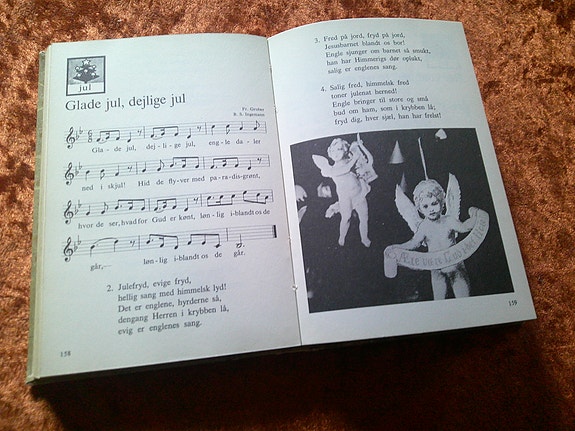 jul
Glade jul, dejlige jul
Fr. Gruber
B. S. Ingemann
Gla- de jul, dej-li-ge jul, eng-le da-ler
ned i skjul! Hid de fly-ver med pa-ra-dis-grønt,
hvor de ser, hvad for Gud er kønt, løn-lig i-blandt os de
går,— løn-lig i-blandt os de går.
2. Julefryd, evige fryd,
hellig sang med himmelsk lyd!
Det er englene, hyrderne så,
dengang Herren i krybben lå,
evig er englenes sang.
158
3. Fred på jord, fryd på jord,
Jesusbarnet blandt os bor!
Engle sjunger om barnet så smukt,
han har Himmerigs dør oplukt,
salig er englenes sang.
4. Salig fred, himmelsk fred
toner julenat herned!
Engle bringer til store og små
bud om ham, som i krybben lå;
fryd dig, hver sjæl, han har frelst!
Ære være Gud i det
159